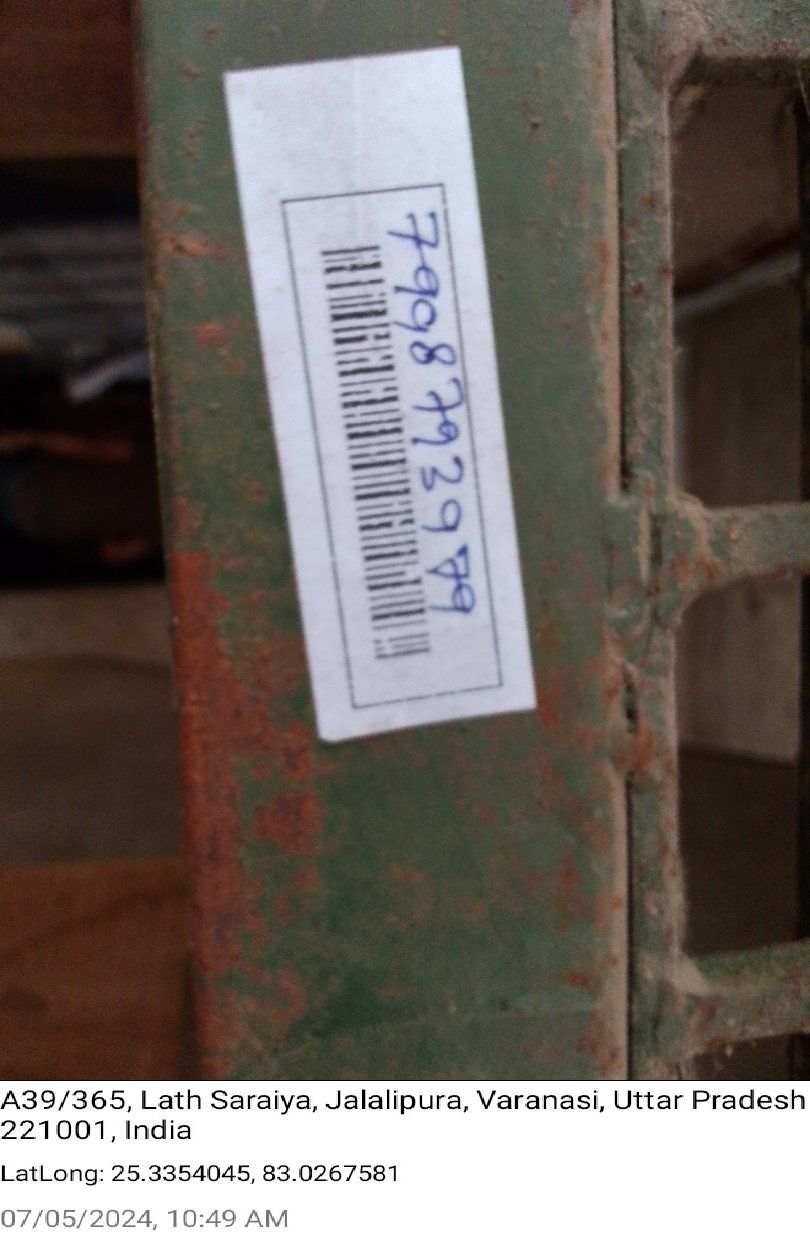 7998793989
A39/365, Lath Saraiya, Jalalipura, Varanasi, Uttar Pradesh
221001, India
LatLong: 25.3354045, 83.0267581
07/05/2024, 10:49 AM